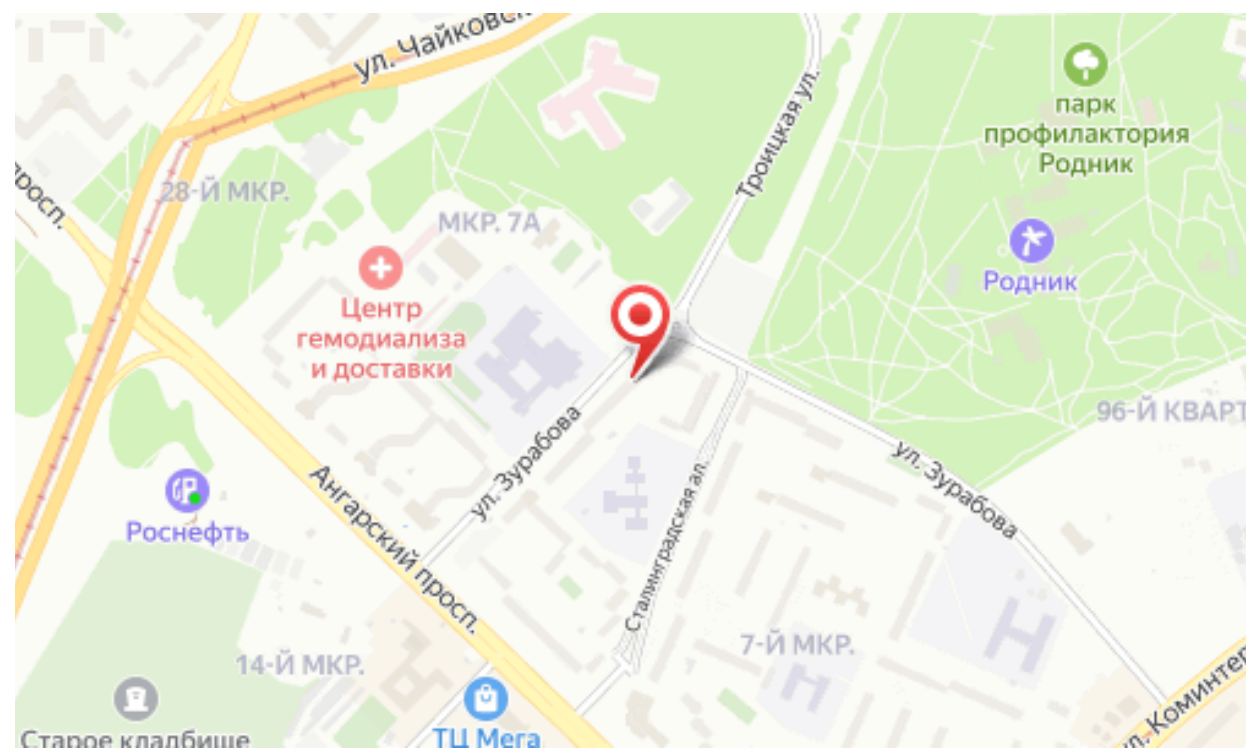 ул. Чайковск
парк
профилактория
Родник
Троицкая ул.
просп.
28-Й МКР.
МКР. 7А
Родник
Центр
гемодиализа
и доставки
96-Й КВАРТ
ул. Зурабова
ул. Зурабова
Ангарский просп.
Роснефть
Сталинградская ал.
7-Й МКР.
14-Й МКР.
ул. Коминтер
ТЦ Мега
Старое кладбище